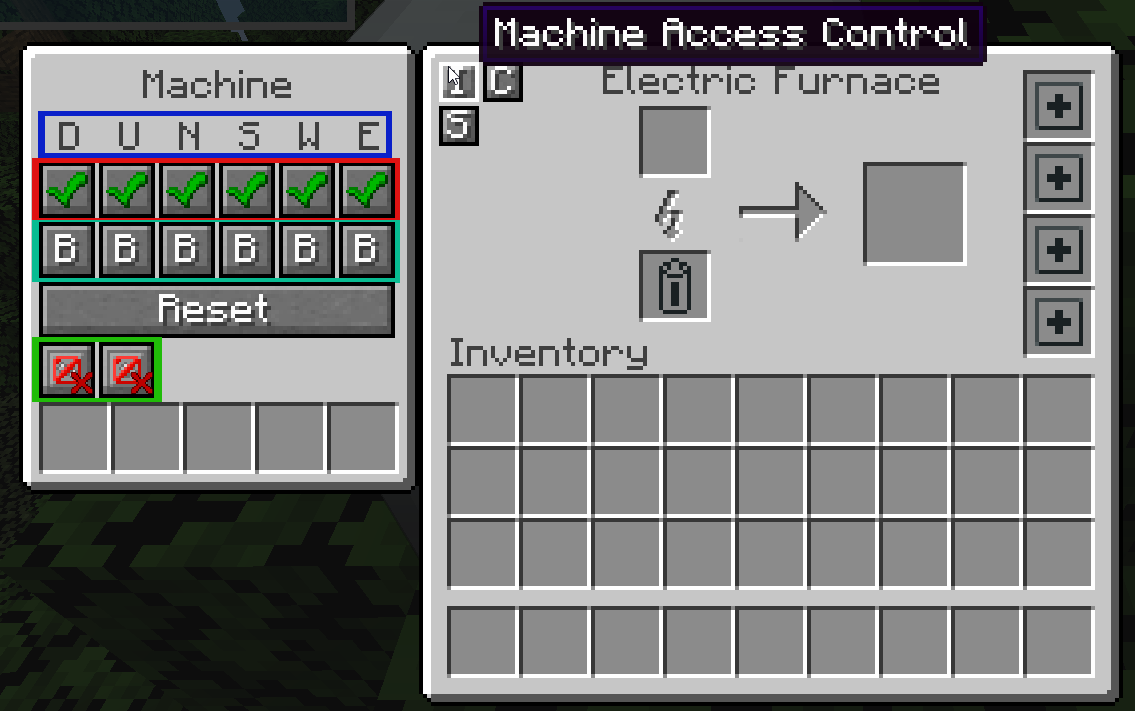 Machine Access Control
Machine
D U N S W E
B B B B B B
Reset
I C
S
Electric Furnace
Inventory